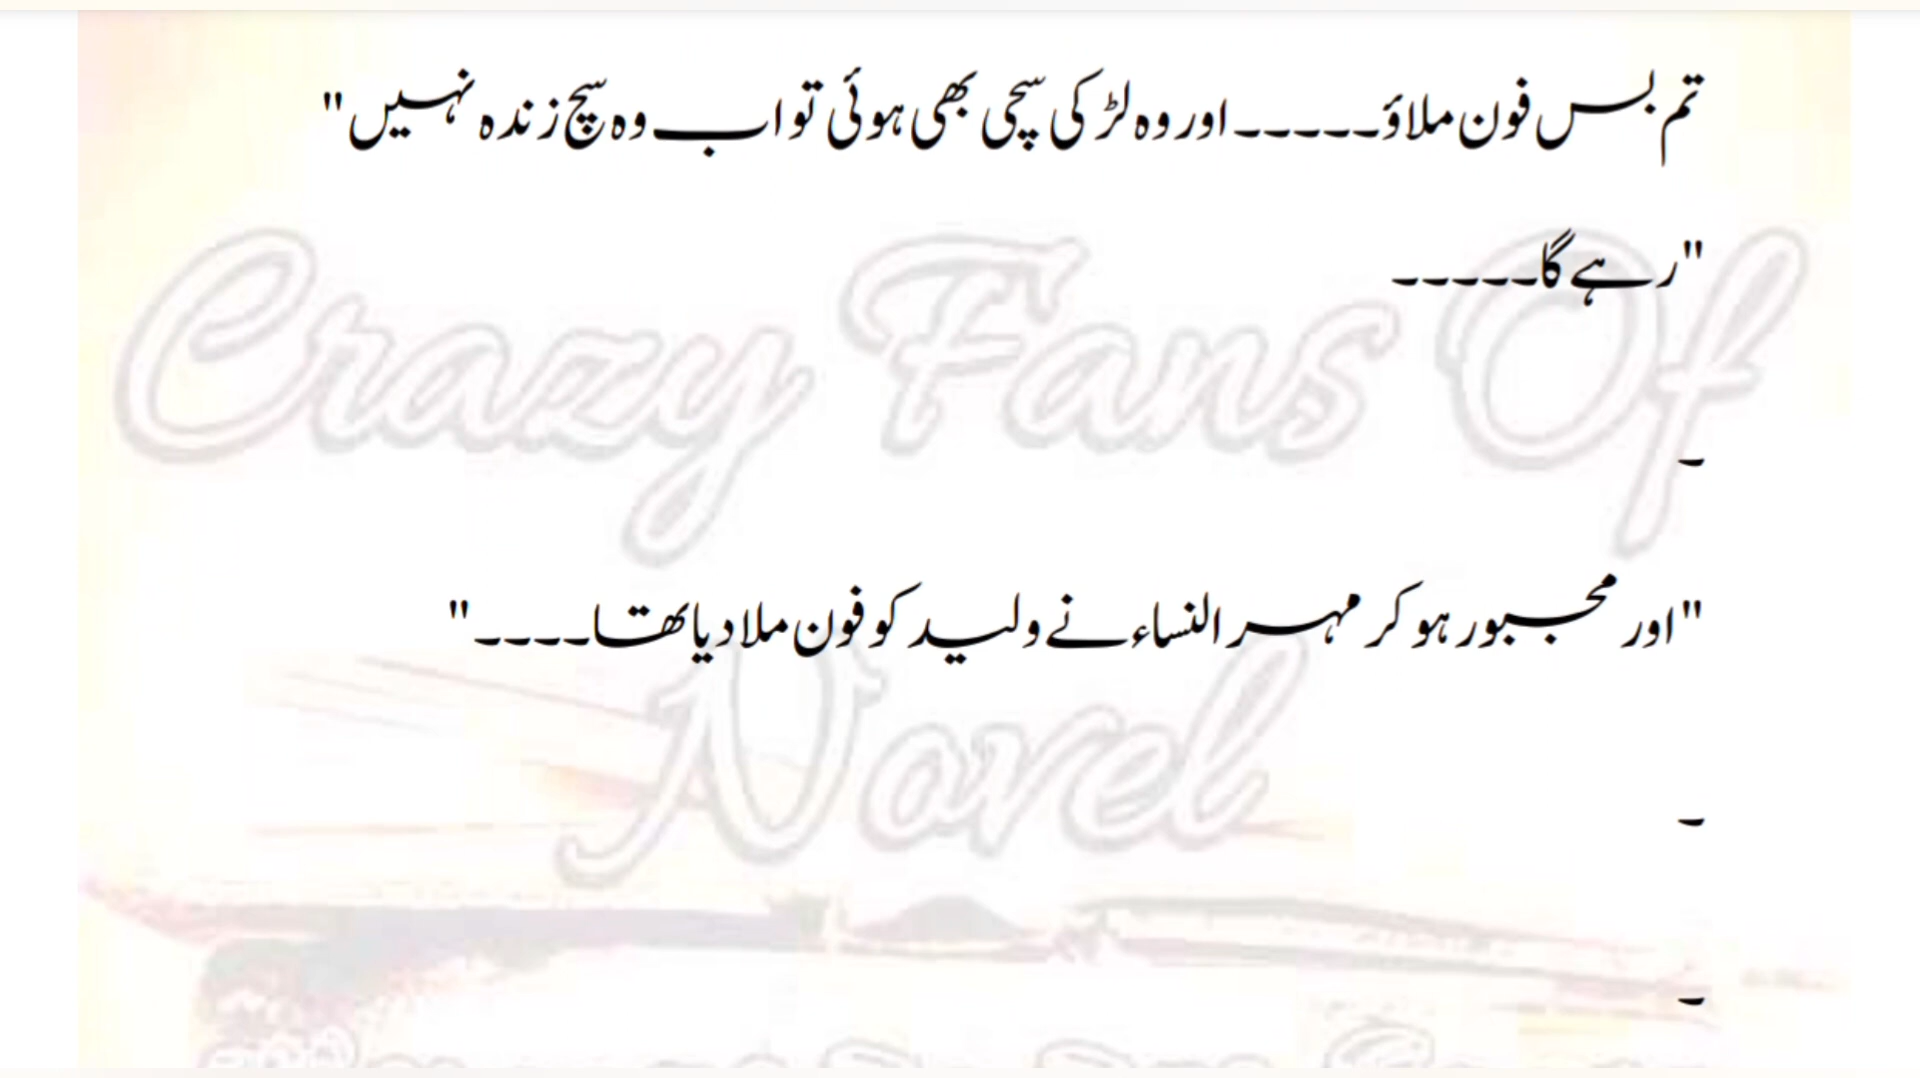 تم بس فون ملاؤ۔۔۔۔۔ اور وہ لڑکی سچی بھی ہوئی تو اب وہ سچ زندہ نہیں"
"رہے گا۔۔۔۔۔
Crazy Fans Of
۔
"اور مجبور ہو کر مہر النساء نے ولید کو فون ملا دیا تھا۔۔۔۔"
Novel
۔
۔